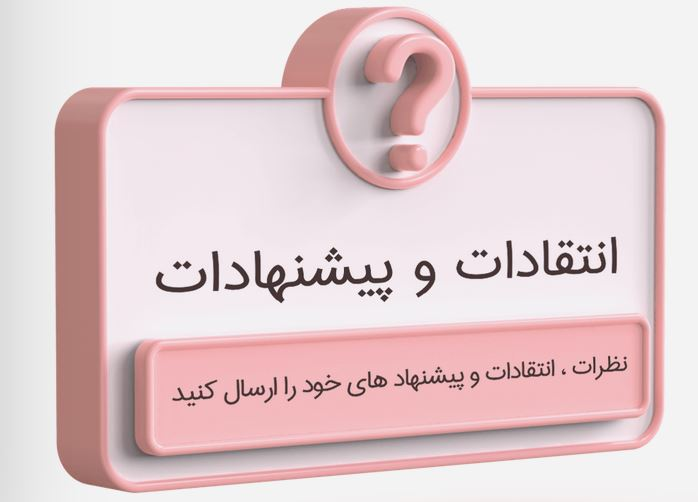 ?
انتقادات و پیشنهادات
نظرات ، انتقادات و پیشنهاد های خود را ارسال کنید